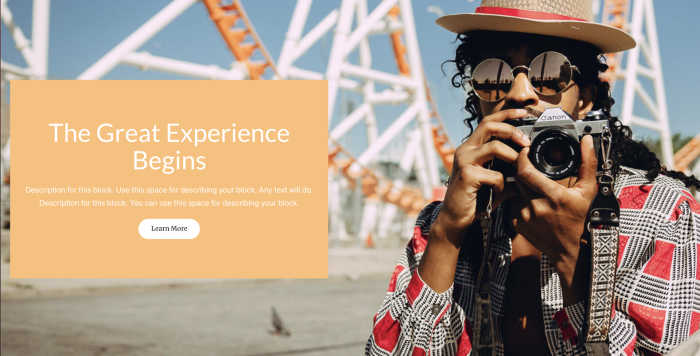 The Great Experience
Begins
Description for this block. Use this space for describing your block. Any text will do.
Description for this block. You can use this space for describing your block.
Learn More
Canon